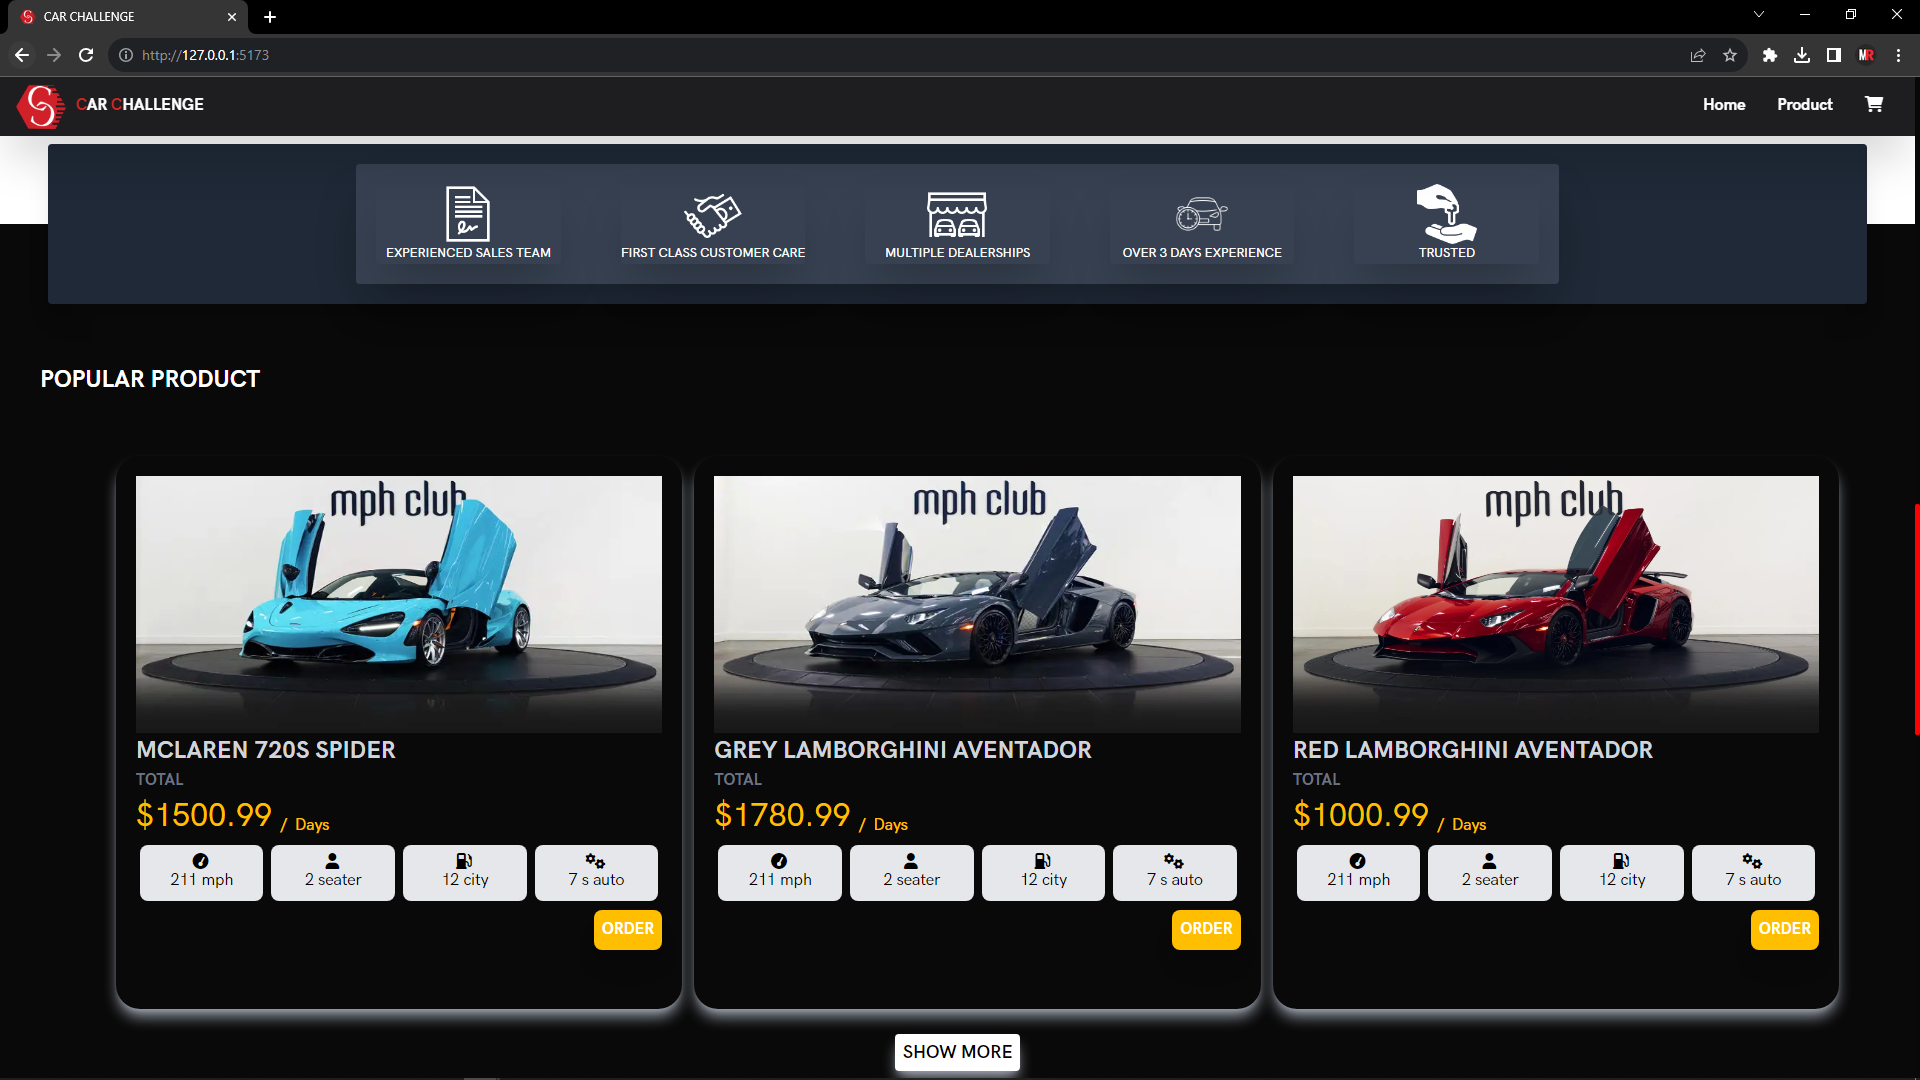 CAR CHALLENGE
http://127.0.0.1:5173
MR
S
CAR CHALLENGE
Home
Product
EXPERIENCED SALES TEAM
FIRST CLASS CUSTOMER CARE
MULTIPLE DEALERSHIPS
OVER 3 DAYS EXPERIENCE
TRUSTED
POPULAR PRODUCT
mph club
MCLAREN 720S SPIDER
TOTAL
$1500.99 / Days
211 mph
2 seater
12 city
7 s auto
ORDER
mph club
GREY LAMBORGHINI AVENTADOR
TOTAL
$1780.99 / Days
211 mph
2 seater
12 city
7 s auto
ORDER
mph club
RED LAMBORGHINI AVENTADOR
TOTAL
$1000.99 / Days
211 mph
2 seater
12 city
7 s auto
ORDER
SHOW MORE